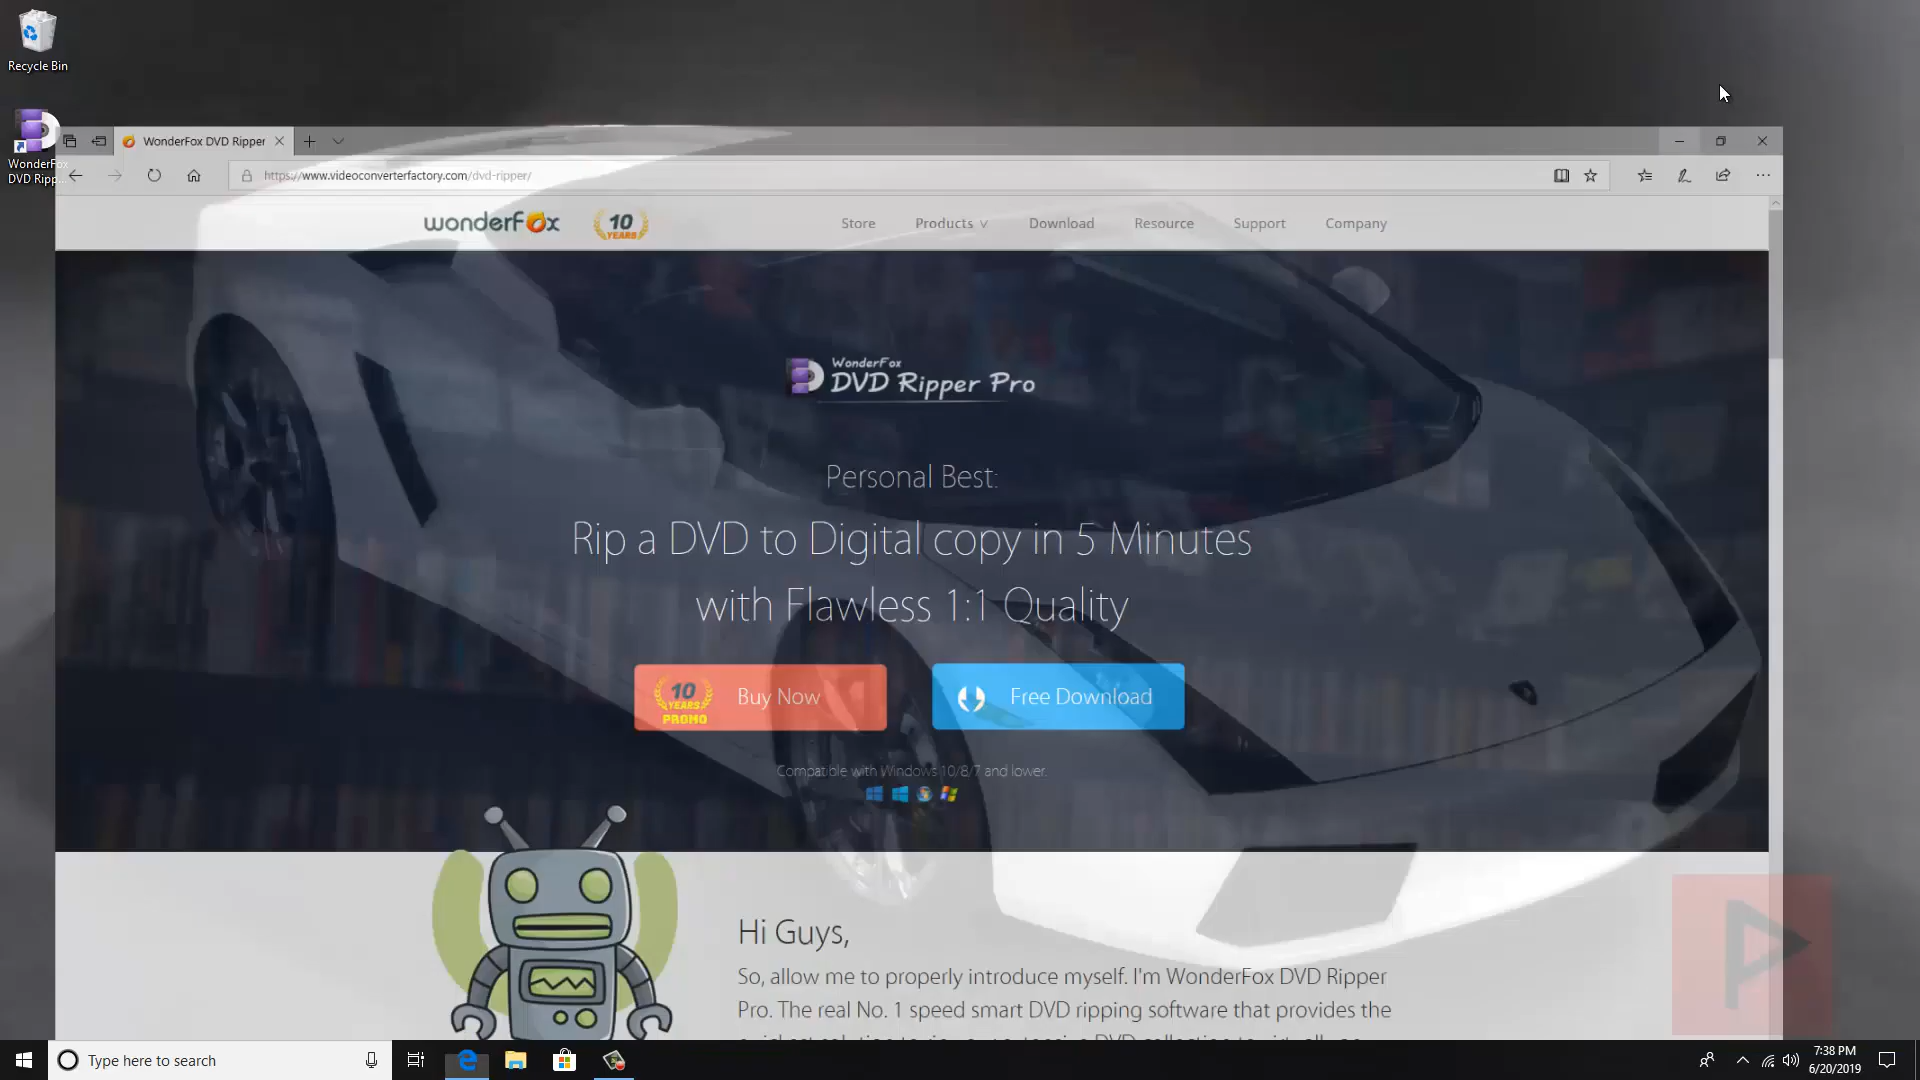 Recycle Bin
WonderFox
DVD Ripp...
WonderFox DVD Ripper
https://www.videoconverterfactory.com/dvd-ripper/
wonderFox
10
YEARS
Store
Products
Download
Resource
Support
Company
WonderFox
DVD Ripper Pro
Personal Best:
Rip a DVD to Digital copy in 5 Minutes
with Flawless 1:1 Quality
10
YEARS
PROMO
Buy Now
Free Download
Compatible with Windows 10/8/7 and lower.
Hi Guys,
So, allow me to properly introduce myself. I'm WonderFox DVD Ripper
Pro. The real No. 1 speed smart DVD ripping software that provides the
P
Type here to search
7:38 PM
6/20/2019